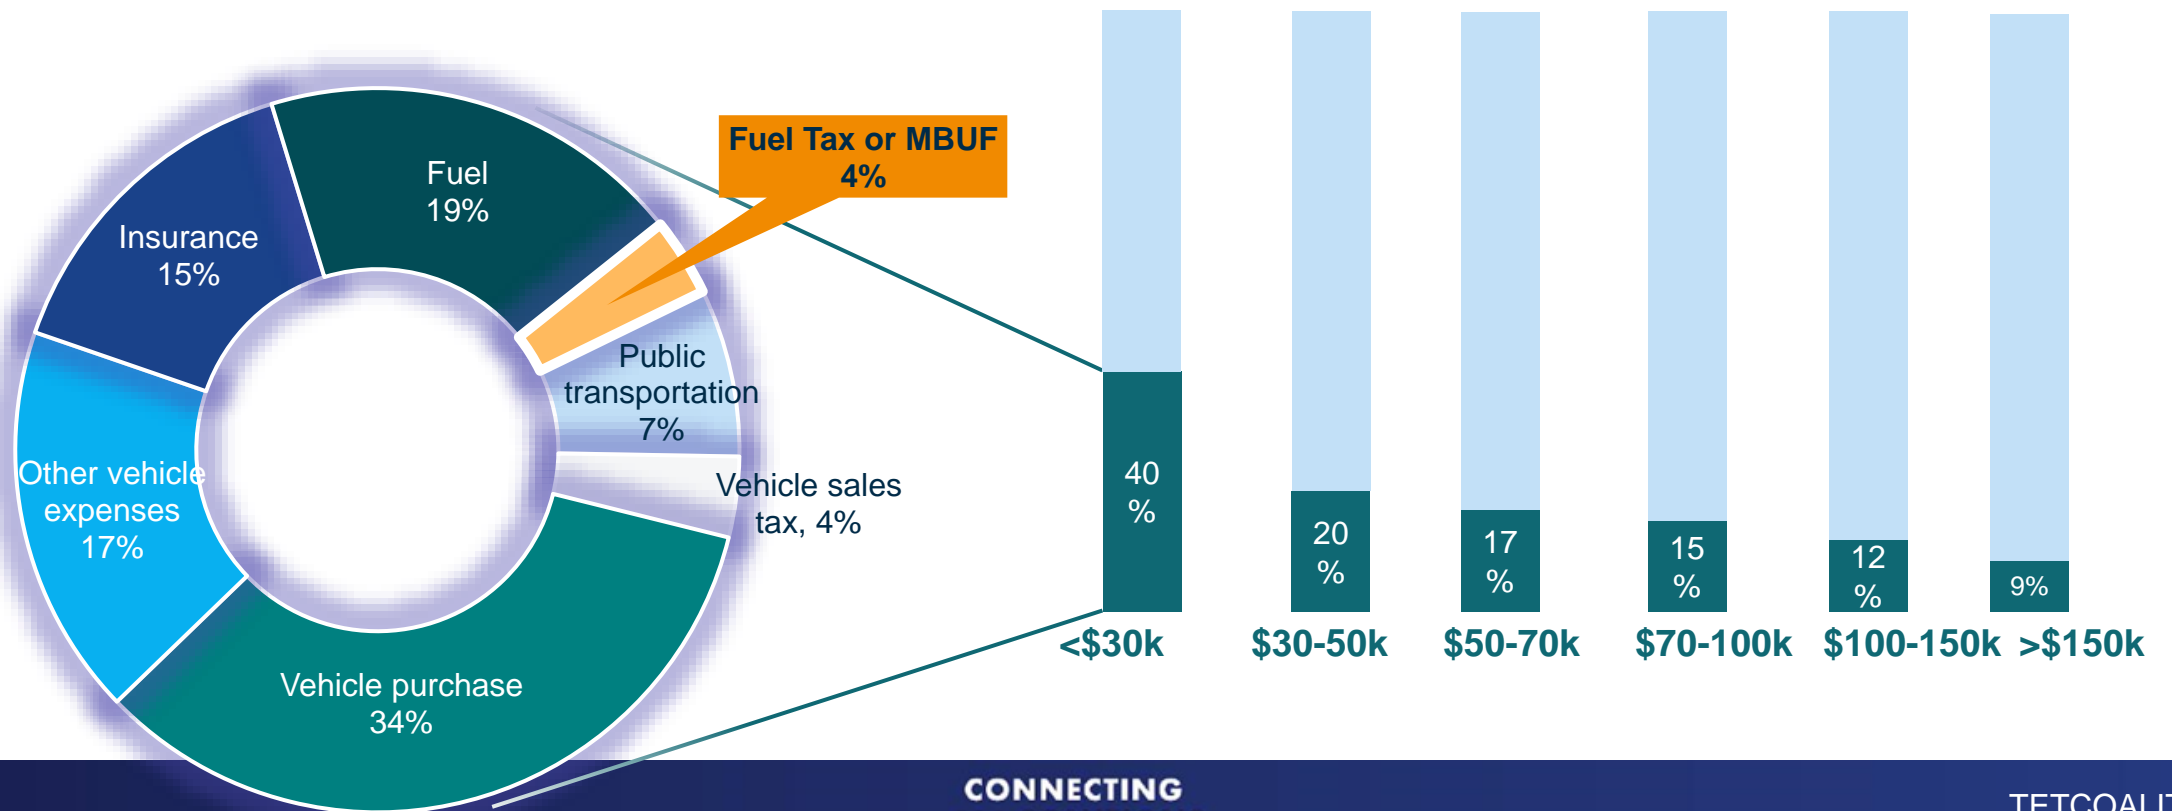 Fuel
19%
Fuel Tax or MBUF
4%
Insurance
15%
Public
transportation
7%
Other vehicle
expenses
17%
Vehicle sales
tax, 4%
Vehicle purchase
34%
40
%
20
%
17
%
15
%
12
%
9%
<$30k
$30-50k
$50-70k
$70-100k
$100-150k
>$150k
CONNECTING
TETCOALIT